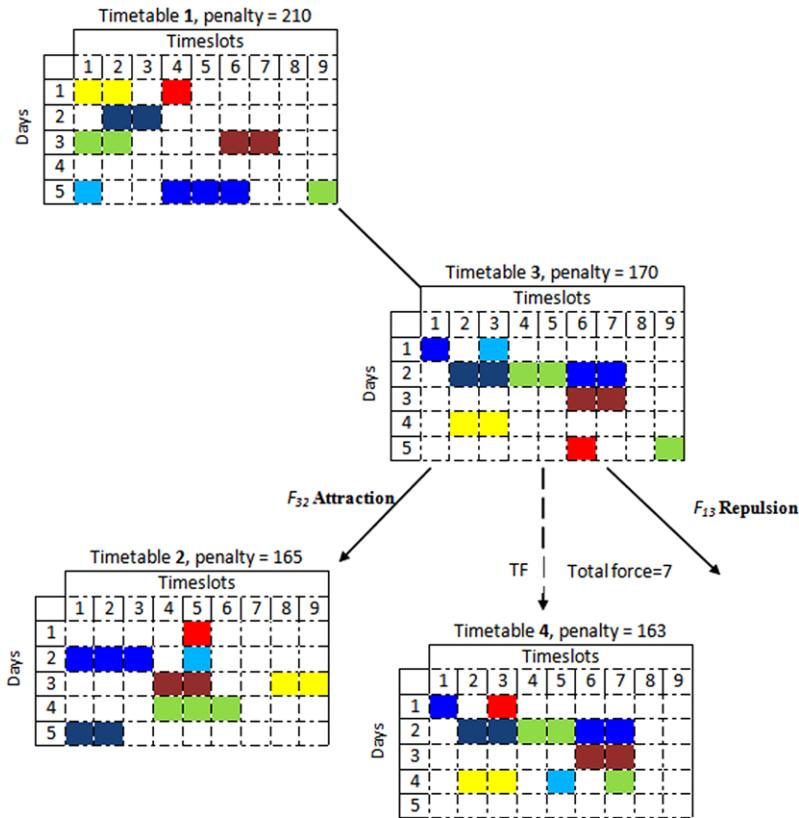 Timetable 1, penalty = 210
Timeslots
1 2 3 4 5 6 7 8 9
Days
1
2
3
4
5
Timetable 3, penalty = 170
Timeslots
1 2 3 4 5 6 7 8 9
Days
1
2
3
4
5
F32 Attraction
F13 Repulsion
TF Total force=7
Timetable 2, penalty = 165
Timeslots
1 2 3 4 5 6 7 8 9
Days
1
2
3
4
5
Timetable 4, penalty = 163
Timeslots
1 2 3 4 5 6 7 8 9
Days
1
2
3
4
5